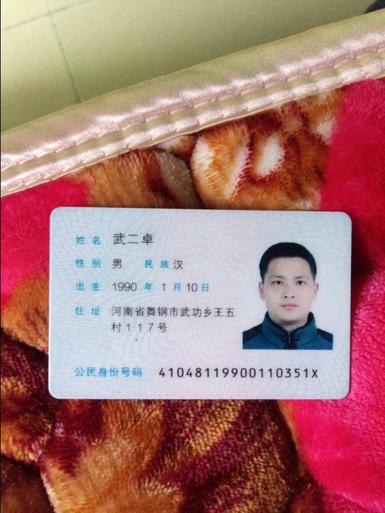 姓名 武二卓
性别 男 民族 汉
出生 1990 年 1 月 10 日
住址 河南省舞钢市武功乡王五
村117号
公民身份号码 41048119900110351X